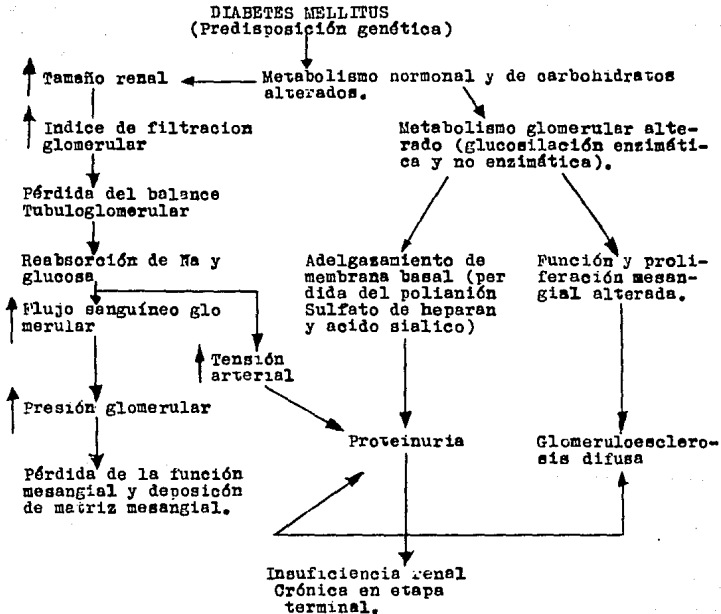 DIABETES MELLITUS
(Predisposición genética)
Tamaño renal
Metabolismo normonal y de carbohidratos
alterados.
Indice de filtracion
glomerular
Metabolismo glomerular alte-
rado (glucosilación enzimáti-
ca y no enzimática).
Pérdida del balance
Tubuloglomerular
Reabsorción de Na y
glucosa
Adelgazamiento de
membrana basal (per
dida del polianión
Sulfato de heparan
y acido sialico)
Función y proli-
feración mesan-
gial alterada.
Flujo sanguíneo glo
merular
Tensión
arterial
Presión glomerular
Proteinuria
Glomeruloesclero-
sis difusa
Pérdida de la función
mesangial y deposicón
de matriz mesangial.
Insuficiencia renal
Crónica en etapa
terminal.